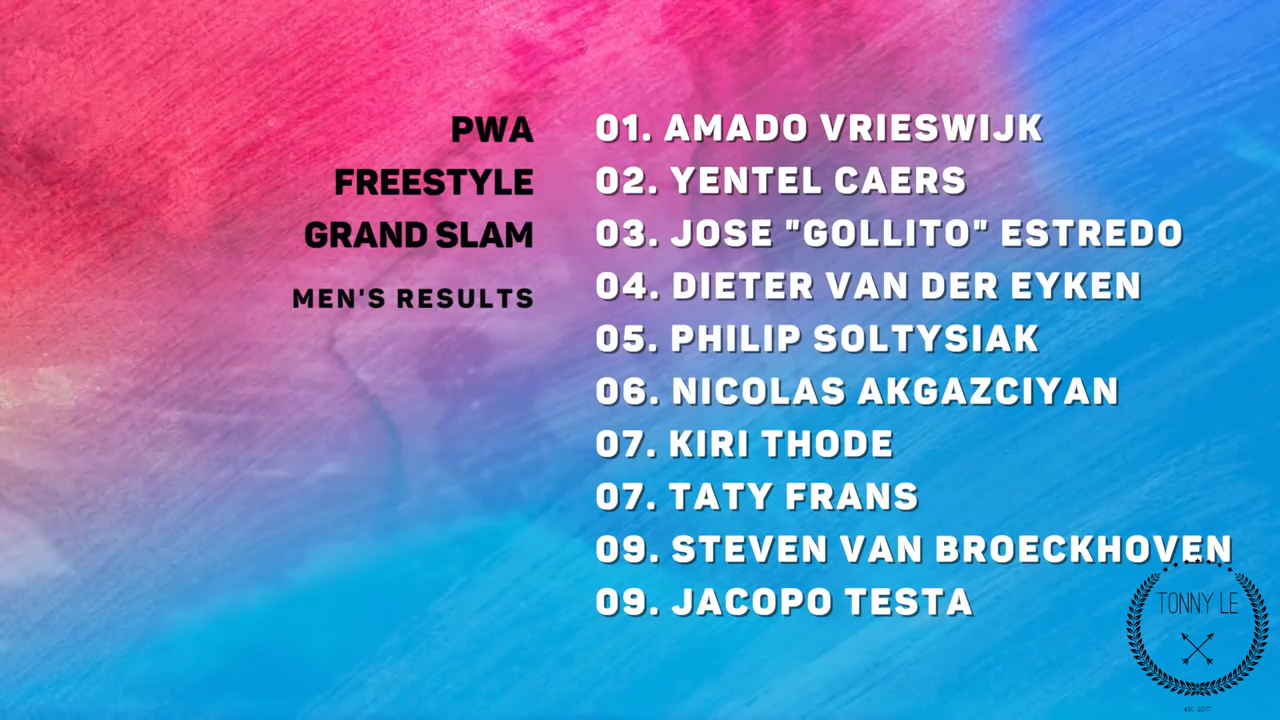 PWA
FREESTYLE
GRAND SLAM
MEN'S RESULTS
01. AMADO VRIESWIJK
02. YENTEL CAERS
03. JOSE "GOLLITO" ESTREDO
04. DIETER VAN DER EYKEN
05. PHILIP SOLTYSIAK
06. NICOLAS AKGAZCIYAN
07. KIRI THODE
07. TATY FRANS
09. STEVEN VAN BROECKHOVEN
09. JACOPO TESTA
TONNY LE
est. 2017